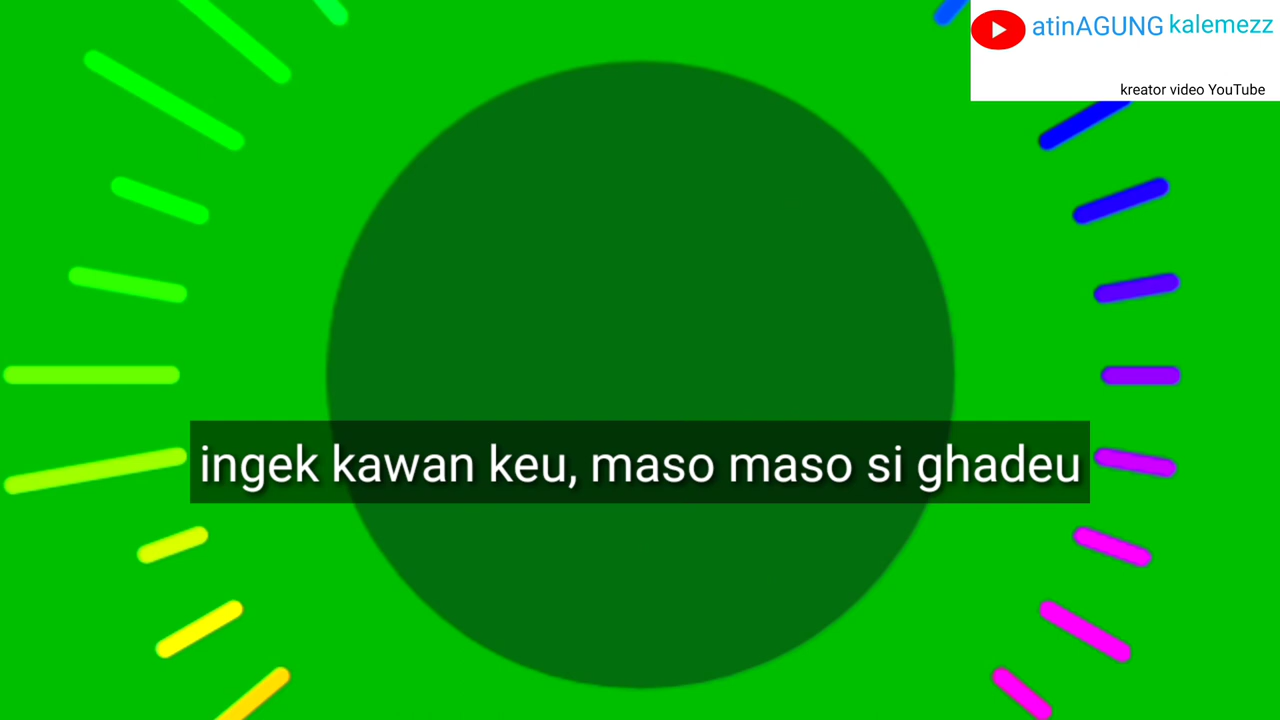 atinAGUNG kalemezz
kreator video YouTube
ingek kawan keu, maso maso si ghadeu